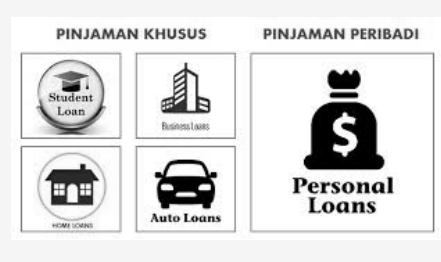 PINJAMAN KHUSUS
PINJAMAN PERIBADI
Student
Loan
Business Loans
HOME LOANS
Auto Loans
$
Personal
Loans